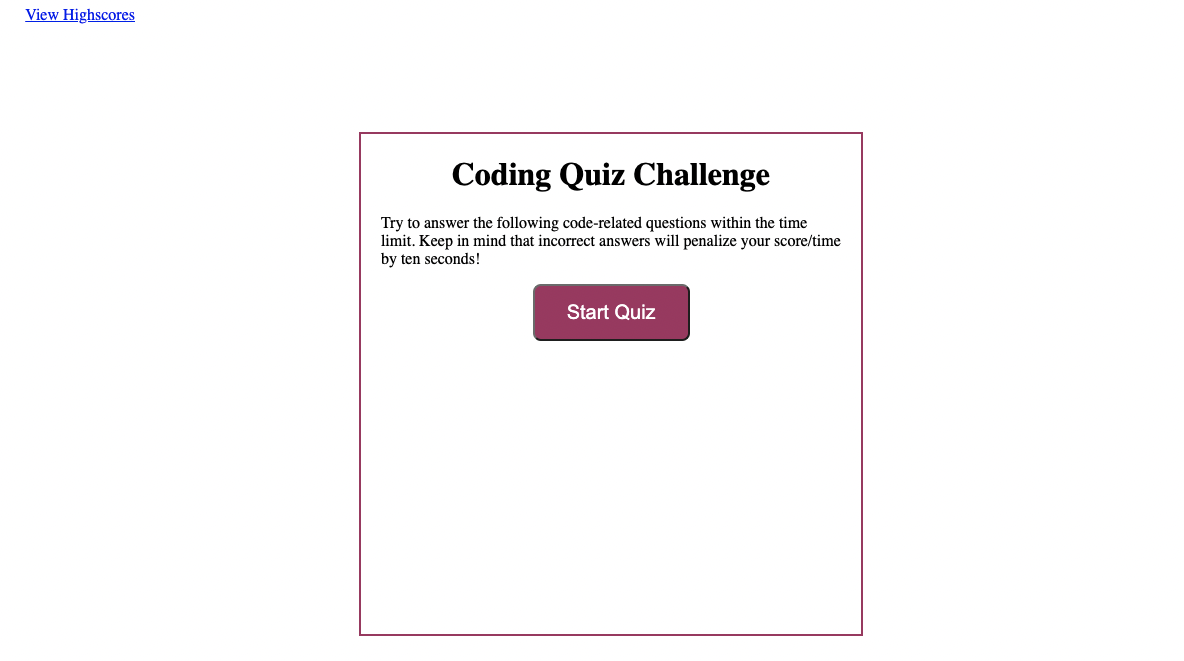 View Highscores
Coding Quiz Challenge
Try to answer the following code-related questions within the time
limit. Keep in mind that incorrect answers will penalize your score/time
by ten seconds!
Start Quiz